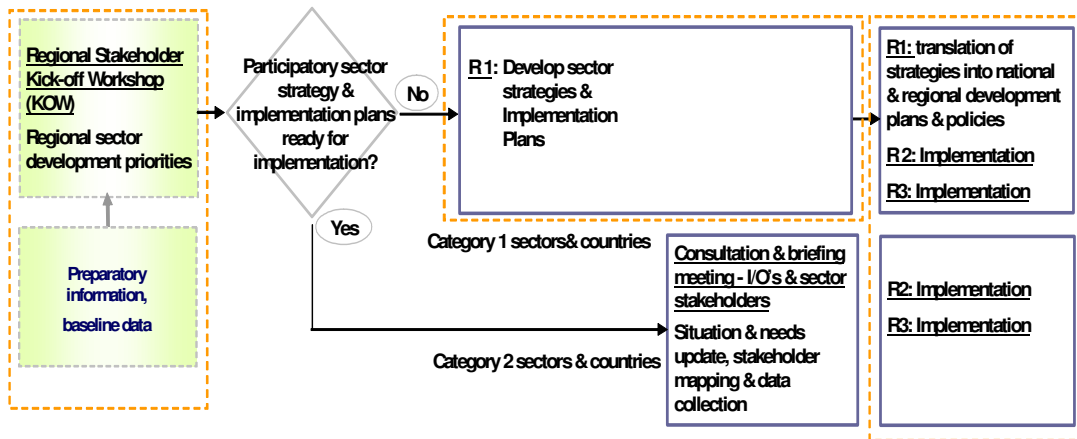 Regional Stakeholder
Kick-off Workshop
(KOW)
Regional sector
development priorities
Preparatory
information,
baseline data
Participatory sector
strategy &
implementation plans
ready for
implementation?
No
Yes
R1: Develop sector
strategies &
Implementation
Plans
Category 1 sectors& countries
Consultation & briefing
meeting - I/O's & sector
stakeholders
Situation & needs
update, stakeholder
mapping & data
collection
Category 2 sectors & countries
R1: translation of
strategies into national
& regional development
plans & policies
R2: Implementation
R3: Implementation
R2: Implementation
R3: Implementation